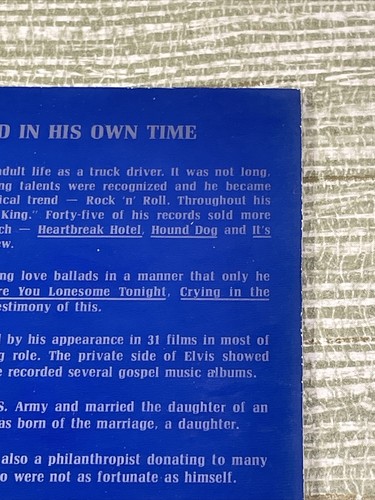 D IN HIS OWN TIME
adult life as a truck driver. It was not long,
ng talents were recognized and he became
ical trend — Rock 'n' Roll. Throughout his
King." Forty-five of his records sold more
ch — Heartbreak Hotel, Hound Dog and It's
ew.
ng love ballads in a manner that only he
re You Lonesome Tonight, Crying in the
estimony of this.
l by his appearance in 31 films in most of
g role. The private side of Elvis showed
e recorded several gospel music albums.
S. Army and married the daughter of an
as born of the marriage, a daughter.
also a philanthropist donating to many
o were not as fortunate as himself.